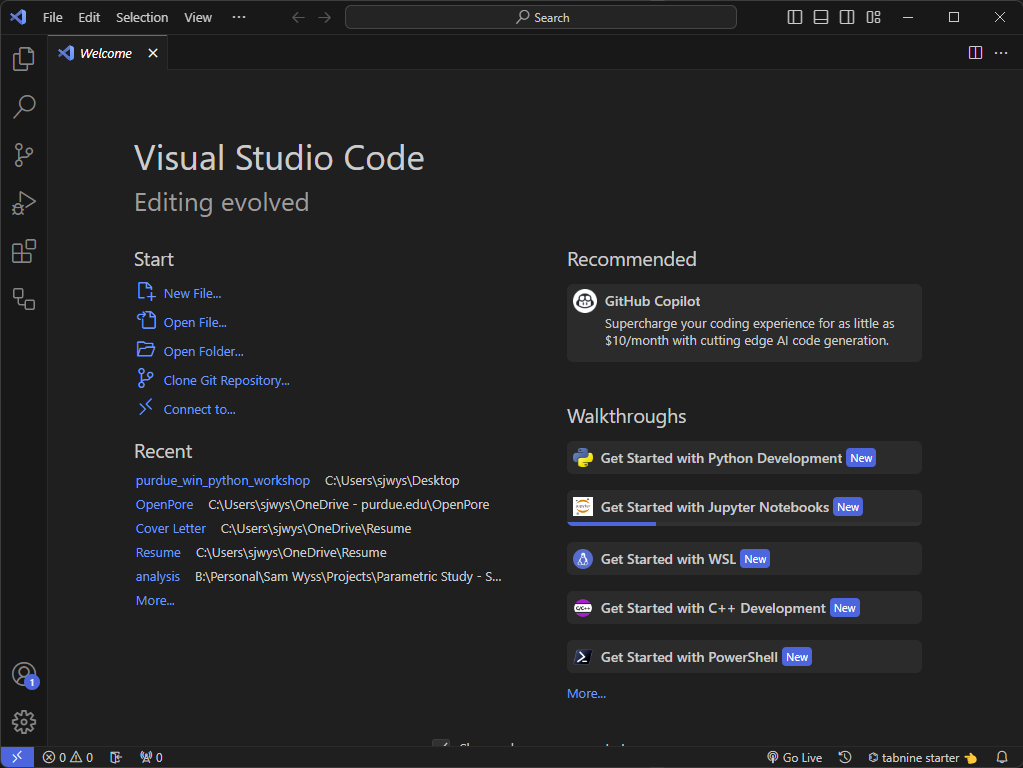 File Edit Selection View ··· Search
Welcome
Visual Studio Code
Editing evolved
Start
New File...
Open File...
Open Folder...
Clone Git Repository...
Connect to...
Recent
purdue_win_python_workshop C:\Users\sjwys\Desktop
OpenPore C:\Users\sjwys\OneDrive - purdue.edu\OpenPore
Cover Letter C:\Users\sjwys\OneDrive\Resume
Resume C:\Users\sjwys\OneDrive\Resume
analysis B:\Personal\Sam Wyss\Projects\Parametric Study - S...
More...
Recommended
GitHub Copilot
Supercharge your coding experience for as little as
$10/month with cutting edge AI code generation.
Walkthroughs
Get Started with Python Development New
jupyter Get Started with Jupyter Notebooks New
Get Started with WSL New
C/C++ Get Started with C++ Development New
Get Started with PowerShell New
More...
1
0 0 0 Go Live tabnine starter